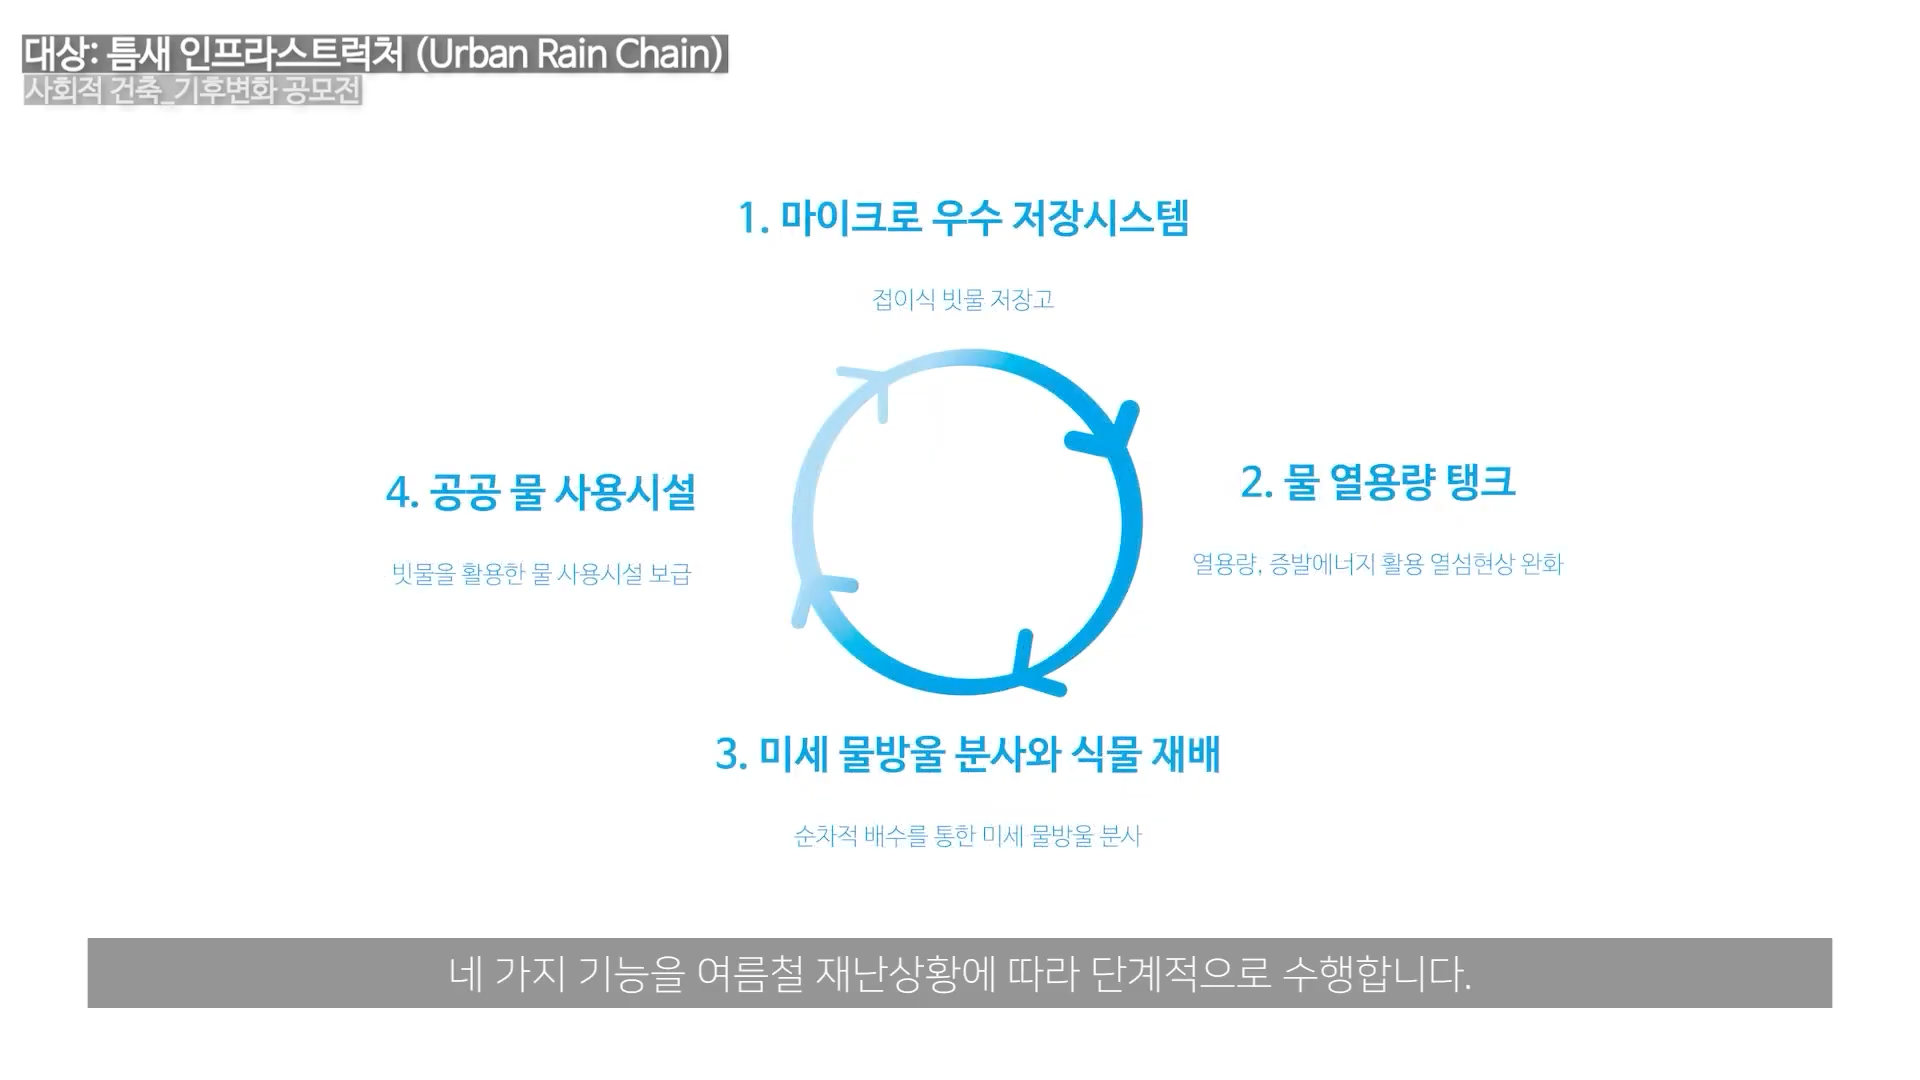 대상: 틈새 인프라스트럭처 (Urban Rain Chain)
사회적 건축_기후변화 공모전
1. 마이크로 우수 저장시스템
접이식 빗물 저장고
2. 물 열용량 탱크
열용량, 증발에너지 활용 열섬현상 완화
3. 미세 물방울 분사와 식물 재배
순차적 배수를 통한 미세 물방울 분사
4. 공공 물 사용시설
빗물을 활용한 물 사용시설 보급
네 가지 기능을 여름철 재난상황에 따라 단계적으로 수행합니다.